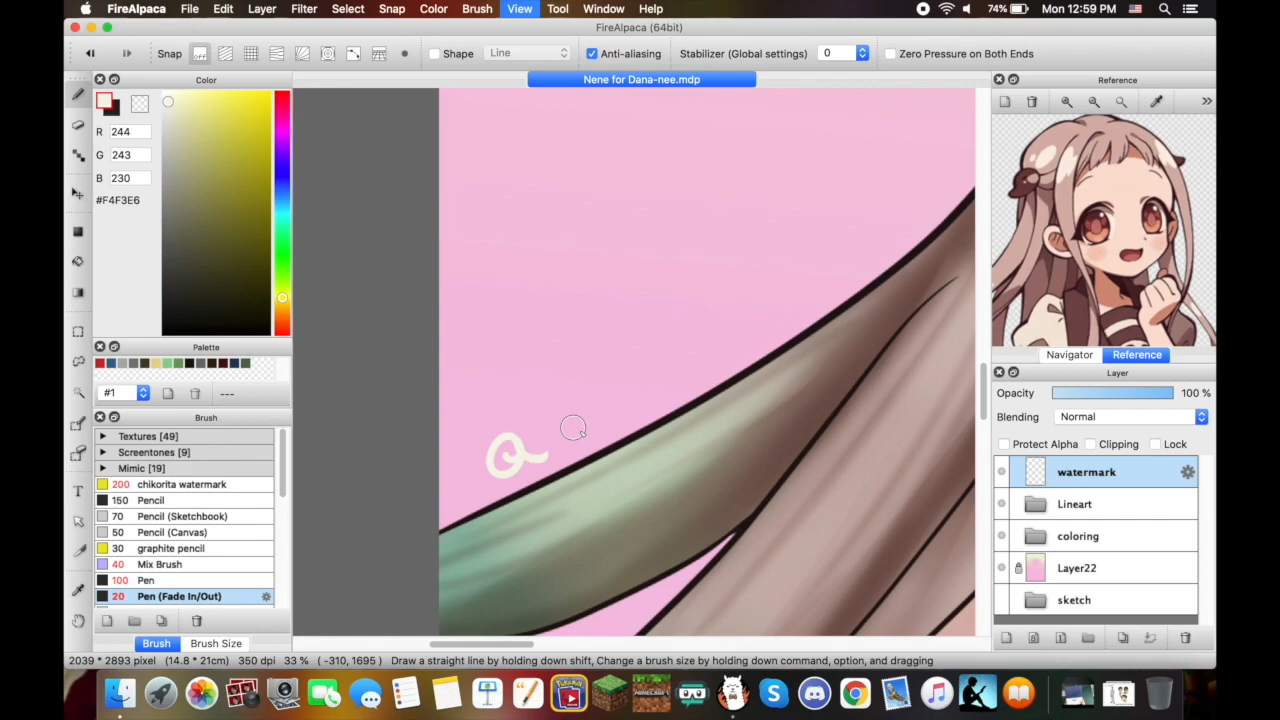 FireAlpaca File Edit Layer Filter Select Snap Color Brush View Tool Window Help 74% Mon 12:59 PM
FireAlpaca (64bit)
Snap off Shape Line Anti-aliasing Stabilizer (Global settings) 0 Zero Pressure on Both Ends
Color
Nene for Dana-nee.mdp
Reference
R 244
G 243
B 230
#F4F3E6
Palette
#1 ---
Brush
Textures [49]
Screentones [9]
Mimic [19]
200 chikorita watermark
150 Pencil
70 Pencil (Sketchbook)
50 Pencil (Canvas)
30 graphite pencil
40 Mix Brush
100 Pen
20 Pen (Fade In/Out)
Brush Brush Size
Navigator Reference
Layer
Opacity 100 %
Blending Normal
Protect Alpha Clipping Lock
watermark
Lineart
coloring
Layer22
sketch
2039 * 2893 pixel (14.8 * 21cm) 350 dpi 33 % ( -310, 1695 ) Draw a straight line by holding down shift, Change a brush size by holding down command, option, and dragging